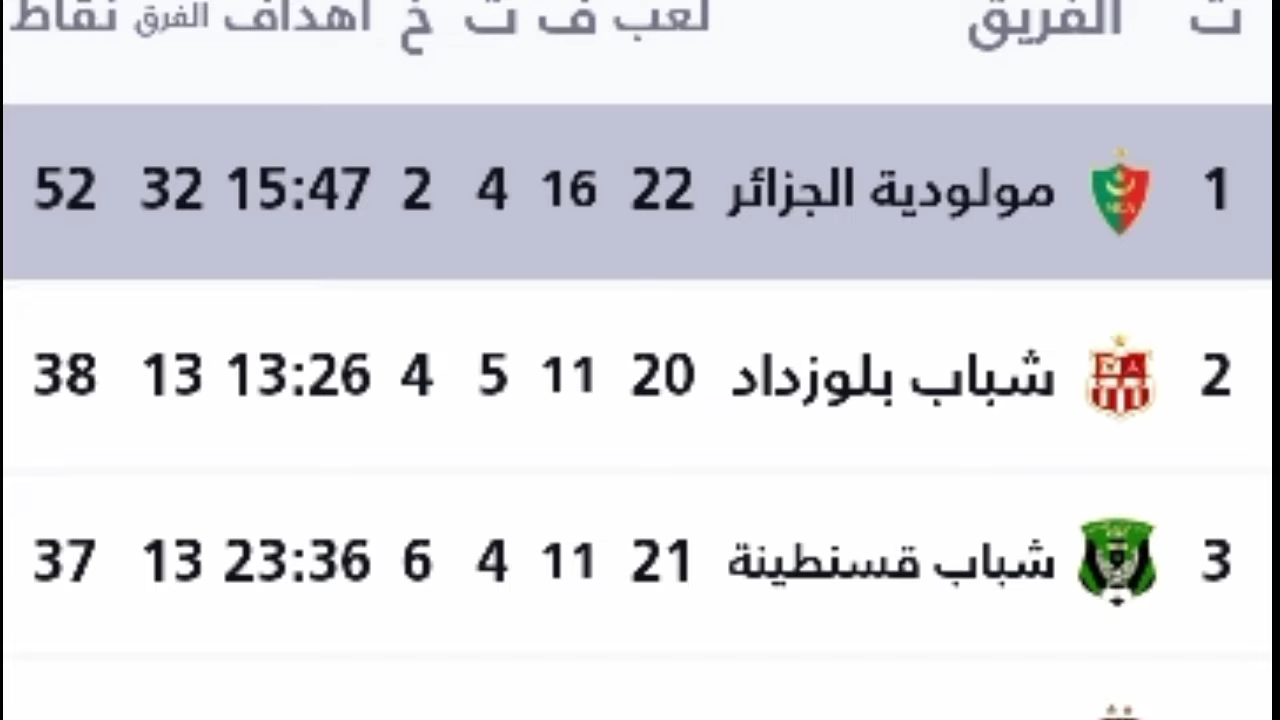 ت الفريق لعب ف ت خ اهداف الفرق نقاط
1 مولودية الجزائر 22 16 4 2 15:47 32 52
2 شباب بلوزداد 20 11 5 4 13:26 13 38
3 شباب قسنطينة 21 11 4 6 23:36 13 37